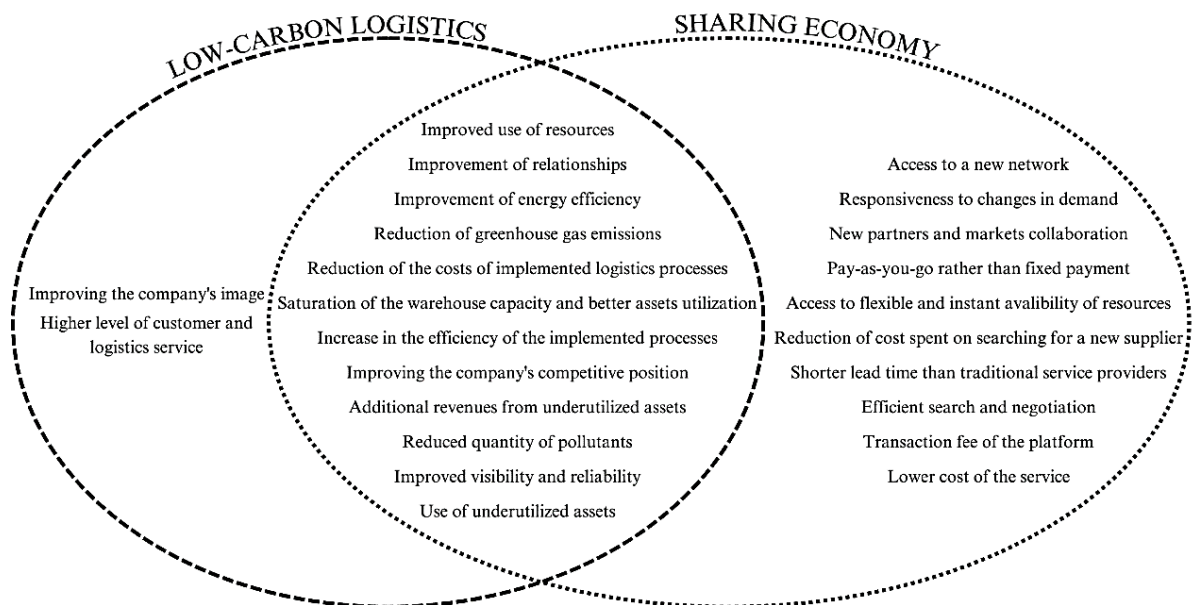 LOW-CARBON LOGISTICS
SHARING ECONOMY
Improving the company's image
Higher level of customer and
logistics service
Improved use of resources
Improvement of relationships
Improvement of energy efficiency
Reduction of greenhouse gas emissions
Reduction of the costs of implemented logistics processes
Saturation of the warehouse capacity and better assets utilization
Increase in the efficiency of the implemented processes
Improving the company's competitive position
Additional revenues from underutilized assets
Reduced quantity of pollutants
Improved visibility and reliability
Use of underutilized assets
Access to a new network
Responsiveness to changes in demand
New partners and markets collaboration
Pay-as-you-go rather than fixed payment
Access to flexible and instant avalibility of resources
Reduction of cost spent on searching for a new supplier
Shorter lead time than traditional service providers
Efficient search and negotiation
Transaction fee of the platform
Lower cost of the service